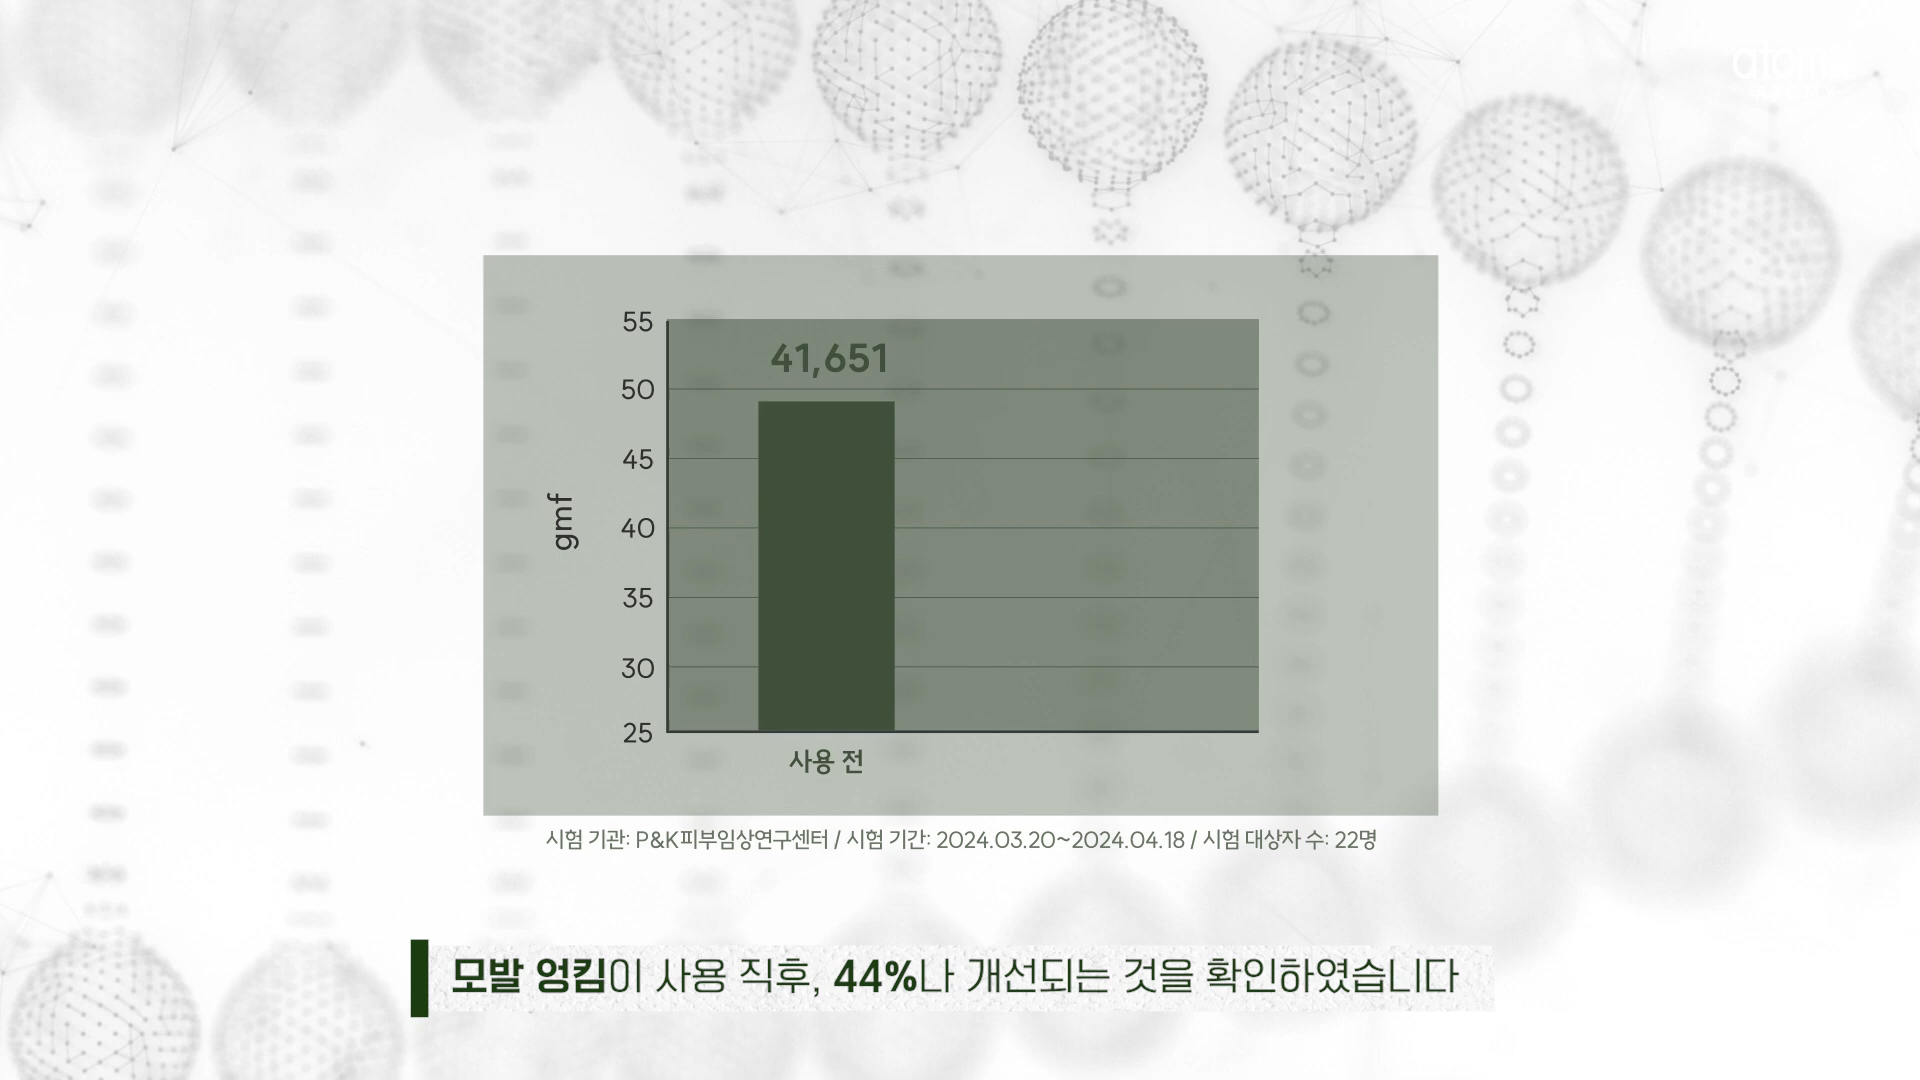 55
41,651
50
45
40
35
30
25
gmf
사용 전
시험 기관: P&K피부임상연구센터 / 시험 기간: 2024.03.20~2024.04.18 / 시험 대상자 수: 22명
모발 엉킴이 사용 직후, 44%나 개선되는 것을 확인하였습니다